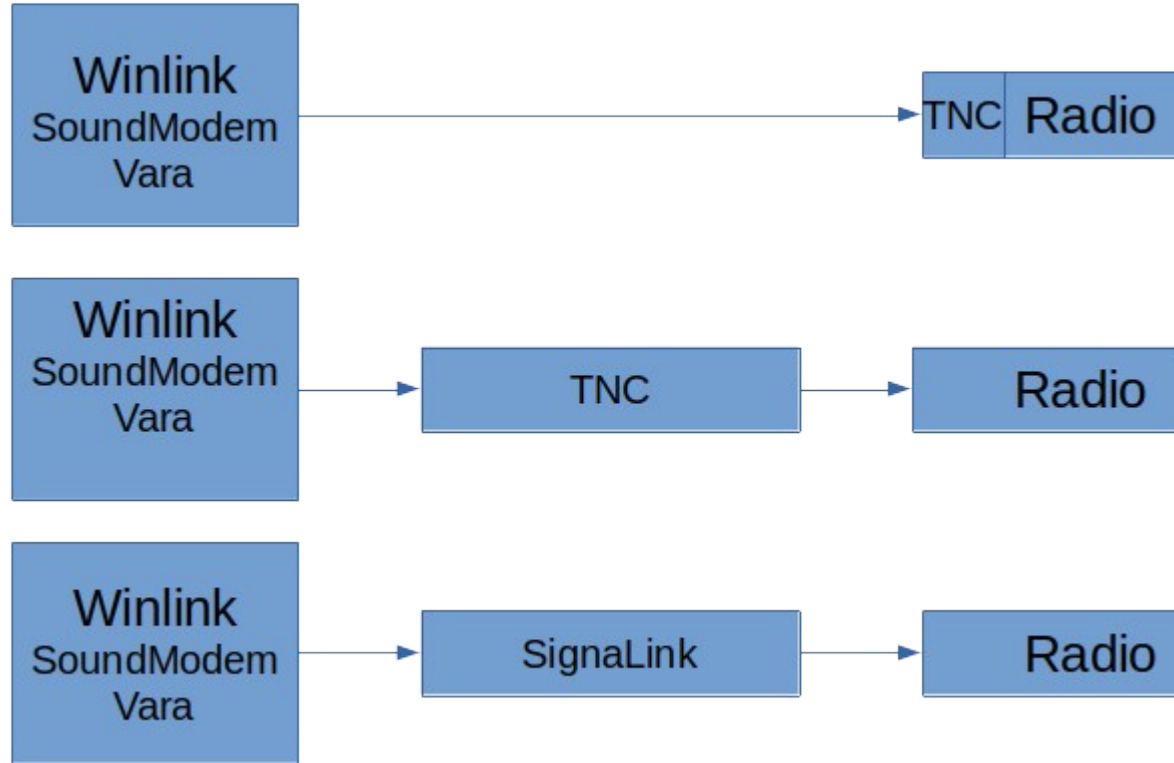 Winlink
SoundModem
Vara
TNC
Radio
Winlink
SoundModem
Vara
TNC
Radio
Winlink
SoundModem
Vara
SignaLink
Radio